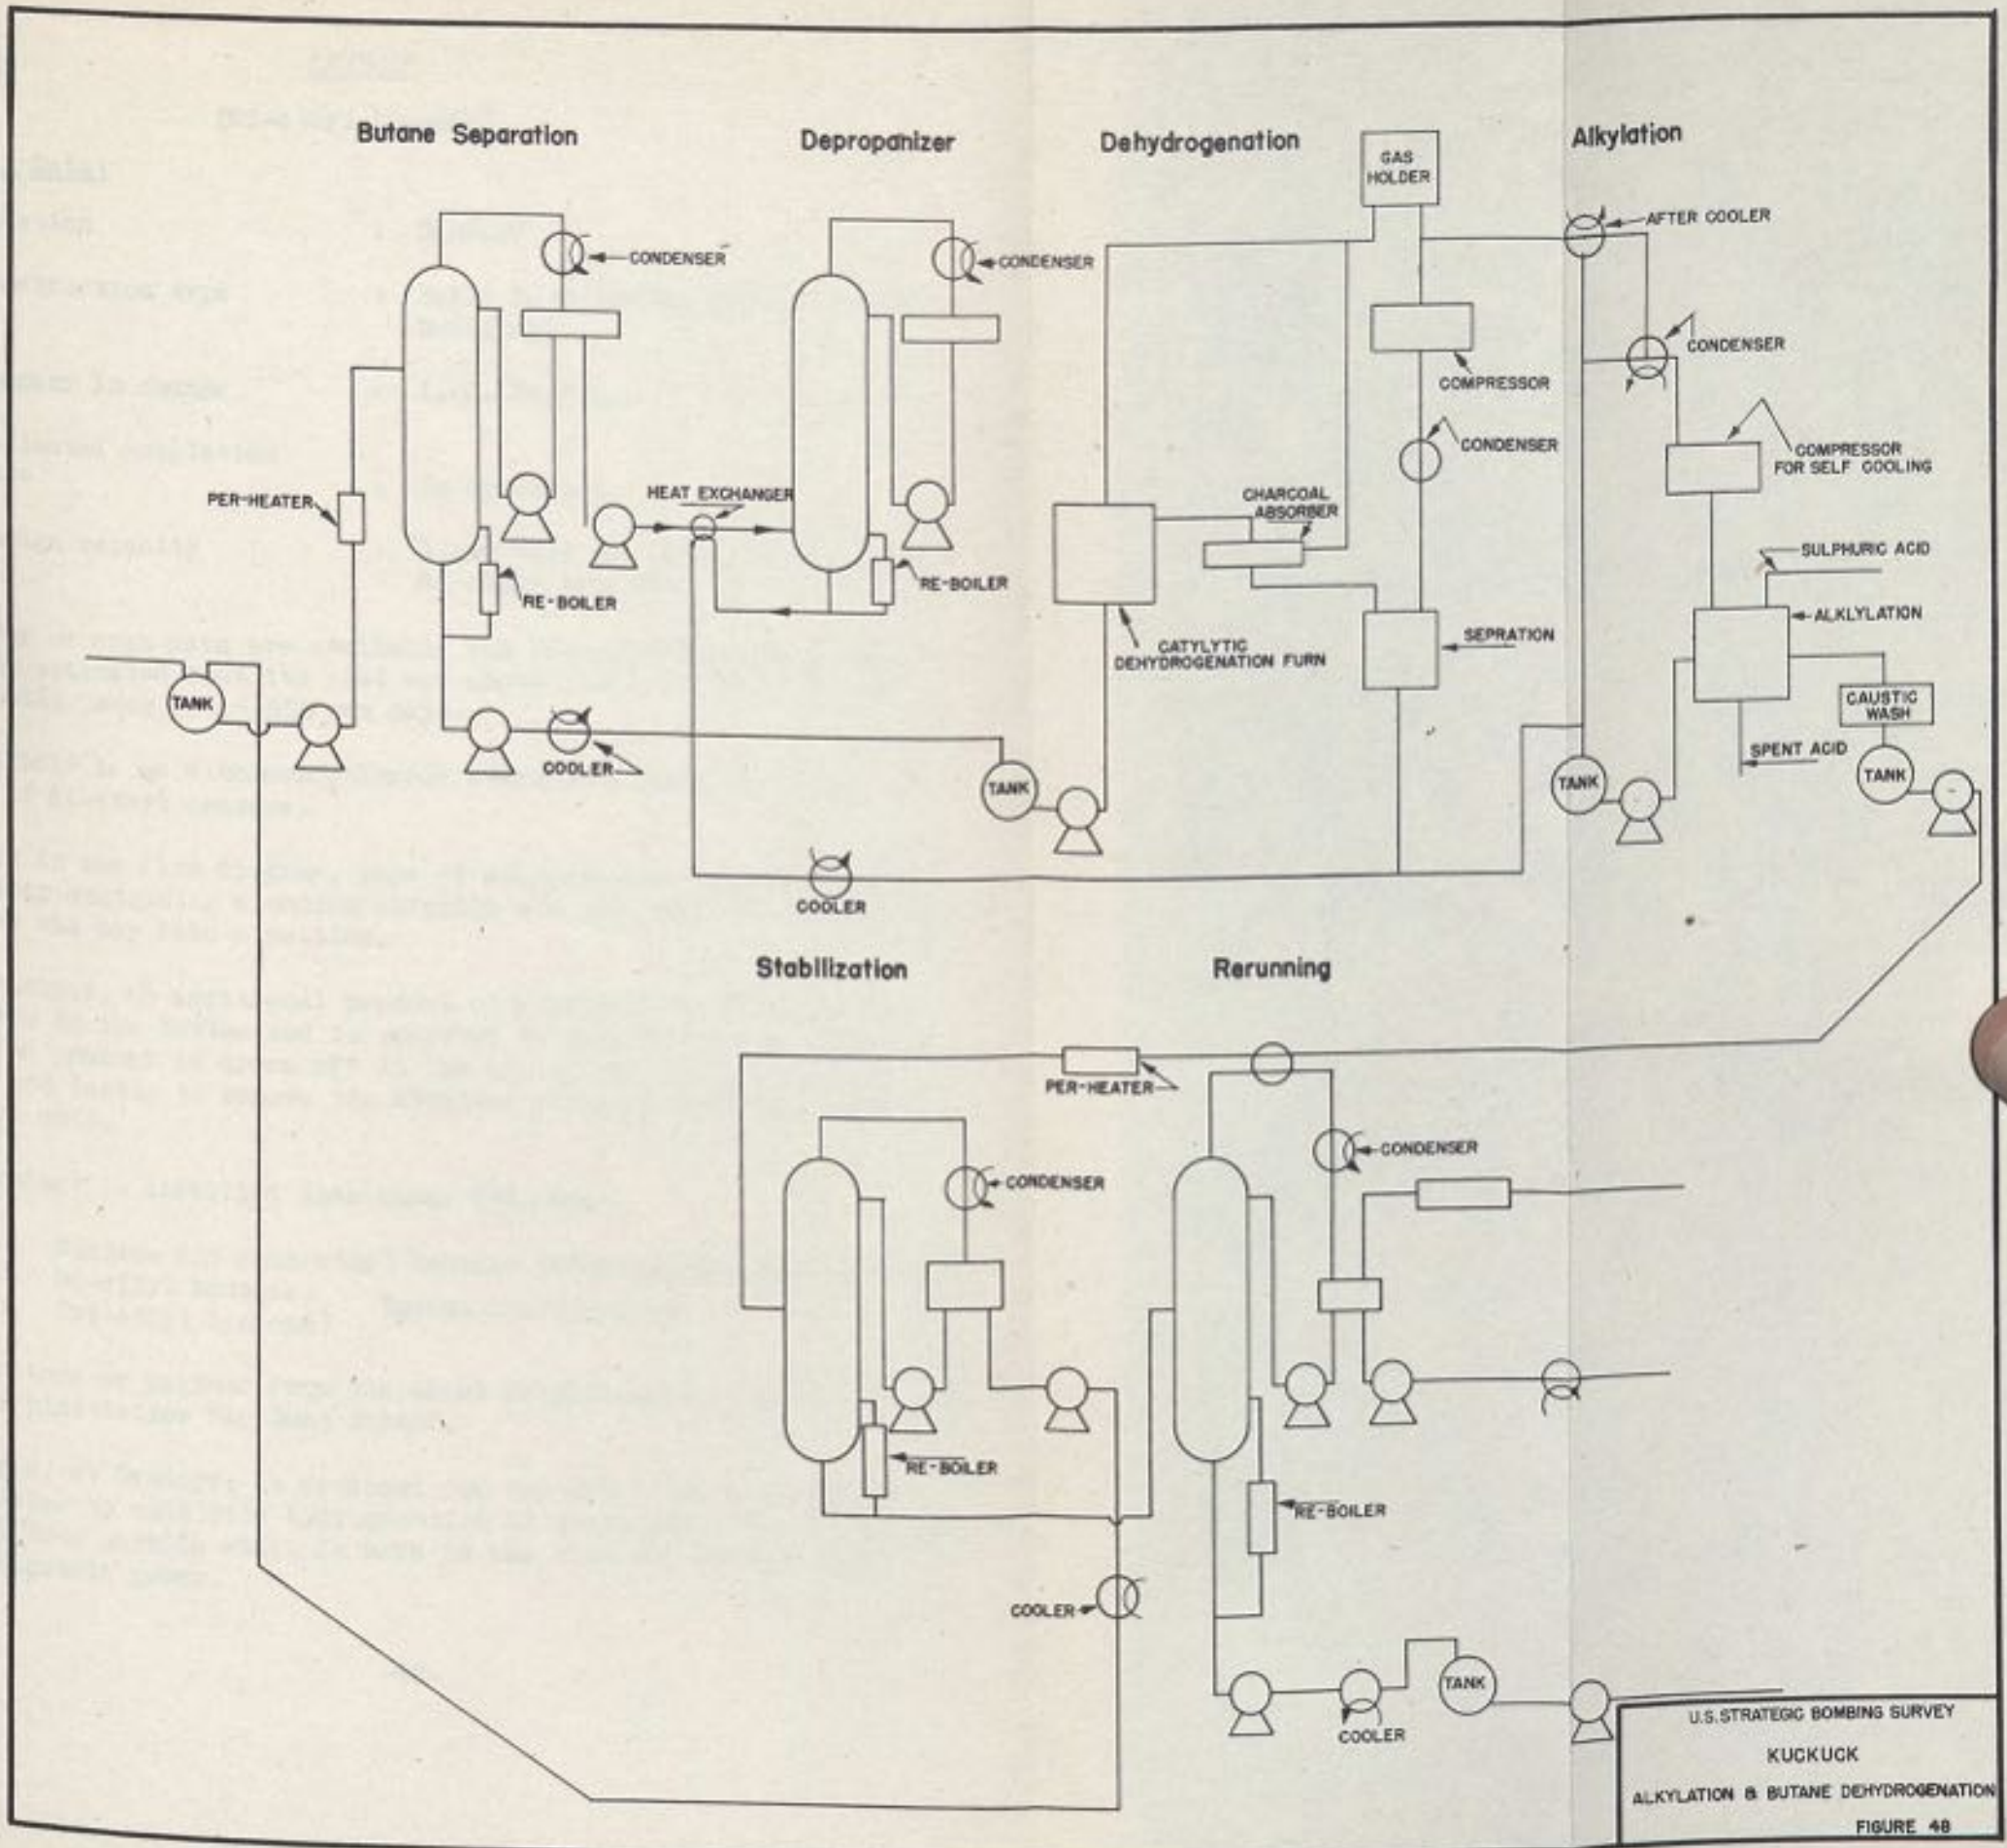 Butane Separation
Depropanizer
Dehydrogenation
Alkylation
GAS
HOLDER
AFTER COOLER
CONDENSER
CONDENSER
CONDENSER
COMPRESSOR
CONDENSER
COMPRESSOR
FOR SELF COOLING
PER-HEATER
HEAT EXCHANGER
CHARCOAL
ABSORBER
SULPHURIC ACID
RE-BOILER
RE-BOILER
ALKLYLATION
CATYLYTIC
DEHYDROGENATION FURN
SEPRATION
TANK
CAUSTIC
WASH
SPENT ACID
COOLER
TANK
TANK
TANK
COOLER
Stabilization
Rerunning
PER-HEATER
CONDENSER
CONDENSER
RE-BOILER
RE-BOILER
COOLER
TANK
COOLER
U.S. STRATEGIC BOMBING SURVEY
KUCKUCK
ALKYLATION & BUTANE DEHYDROGENATION
FIGURE 48